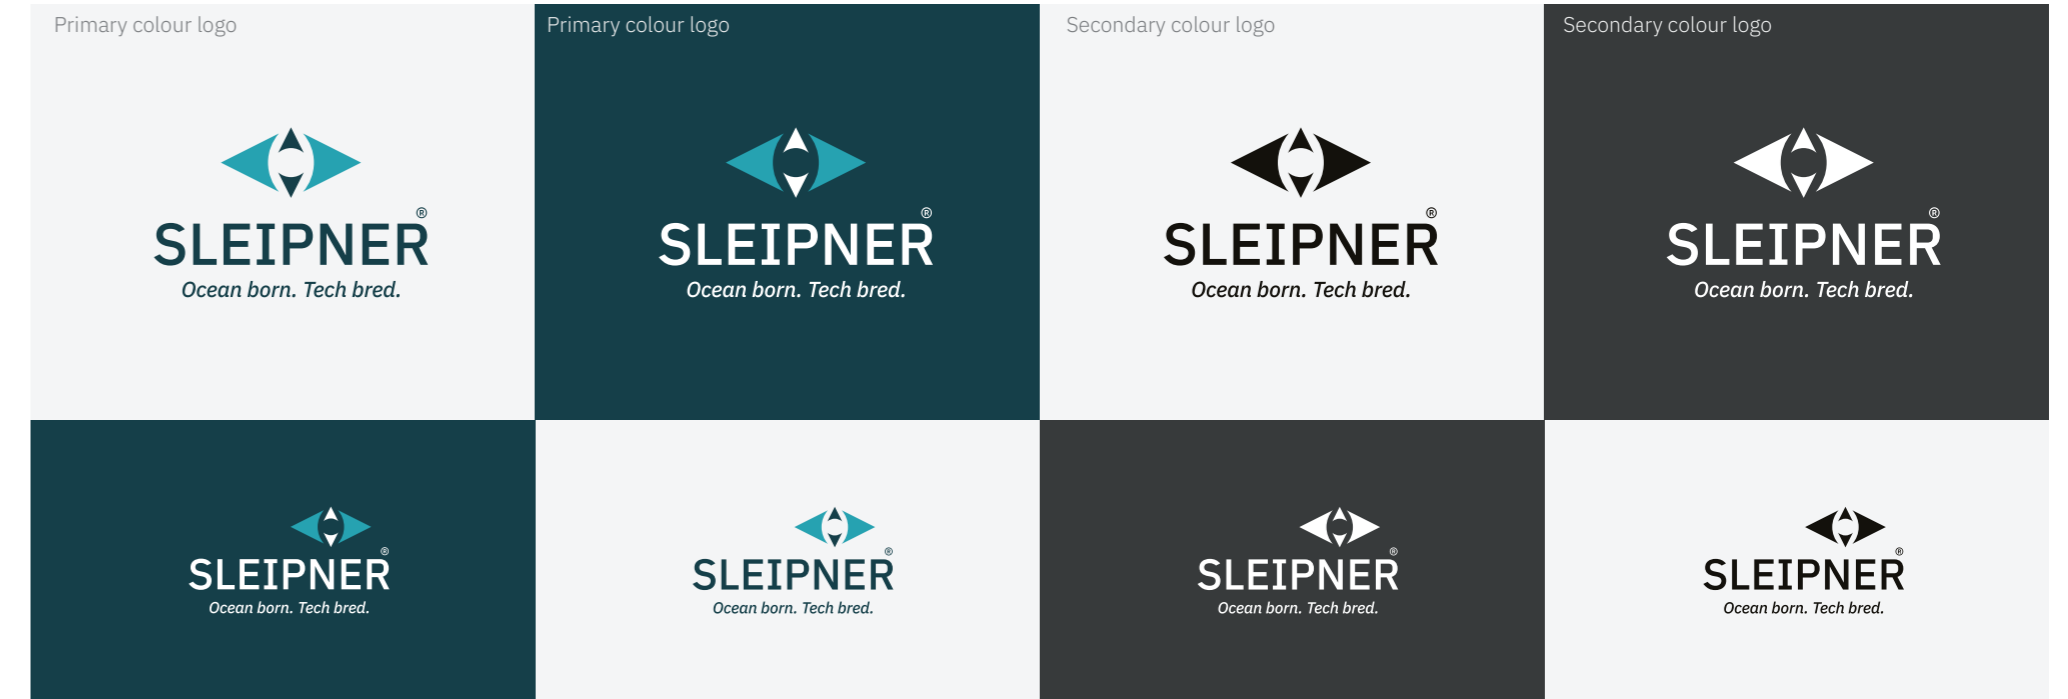 Primary colour logo
Primary colour logo
Secondary colour logo
Secondary colour logo
SLEIPNER®
Ocean born. Tech bred.
SLEIPNER®
Ocean born. Tech bred.
SLEIPNER®
Ocean born. Tech bred.
SLEIPNER®
Ocean born. Tech bred.
SLEIPNER®
Ocean born. Tech bred.
SLEIPNER®
Ocean born. Tech bred.
SLEIPNER®
Ocean born. Tech bred.
SLEIPNER®
Ocean born. Tech bred.